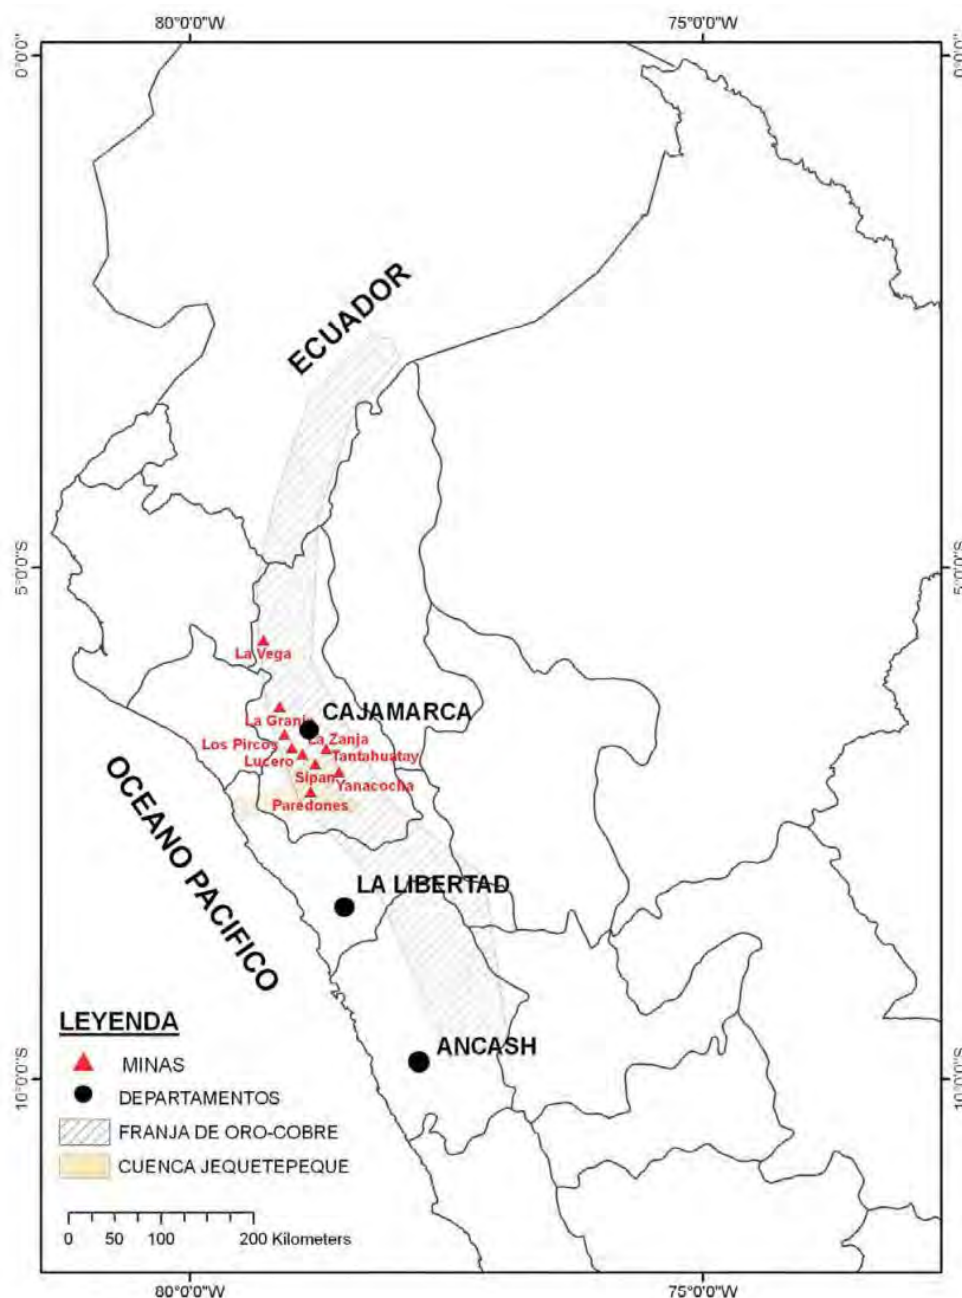 80°0'0"W 75°0'0"W
0°0'0" 0°0'0"
ECUADOR
5°0'0"S 5°0'0"S
La Vega
CAJAMARCA
La Granja
La Zanja
Los Pircos
Tantahuatay
Lucero
Sipan
Yanacocha
Paredones
OCEANO PACIFICO
LA LIBERTAD
ANCASH
10°0'0"S 10°0'0"S
LEYENDA
MINAS
DEPARTAMENTOS
FRANJA DE ORO-COBRE
CUENCA JEQUETEPEQUE
0 50 100 200 Kilometers
80°0'0"W 75°0'0"W